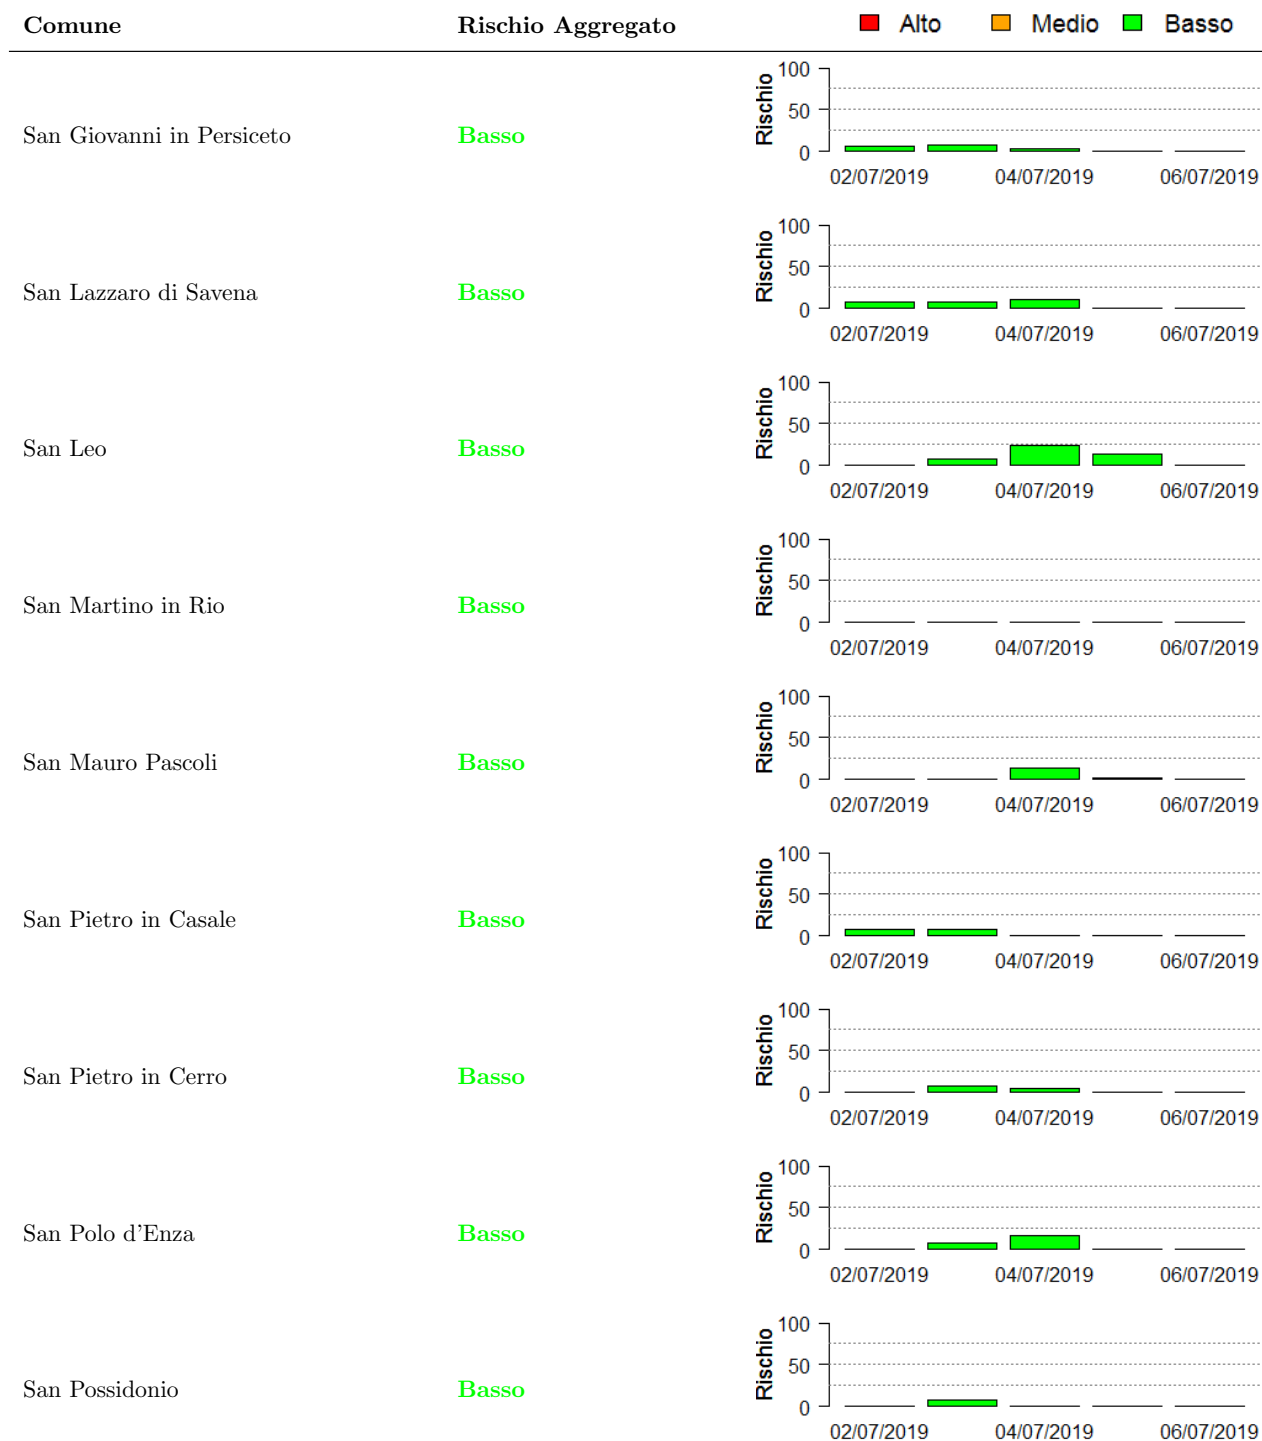 Comune Rischio Aggregato Alto Medio Basso
100
50
0
Rischio
San Giovanni in Persiceto Basso
02/07/2019 04/07/2019 06/07/2019
100
50
0
Rischio
San Lazzaro di Savena Basso
02/07/2019 04/07/2019 06/07/2019
100
50
0
Rischio
San Leo Basso
02/07/2019 04/07/2019 06/07/2019
100
50
0
Rischio
San Martino in Rio Basso
02/07/2019 04/07/2019 06/07/2019
100
50
0
Rischio
San Mauro Pascoli Basso
02/07/2019 04/07/2019 06/07/2019
100
50
0
Rischio
San Pietro in Casale Basso
02/07/2019 04/07/2019 06/07/2019
100
50
0
Rischio
San Pietro in Cerro Basso
02/07/2019 04/07/2019 06/07/2019
100
50
0
Rischio
San Polo d'Enza Basso
02/07/2019 04/07/2019 06/07/2019
100
50
0
Rischio
San Possidonio Basso
02/07/2019 04/07/2019 06/07/2019